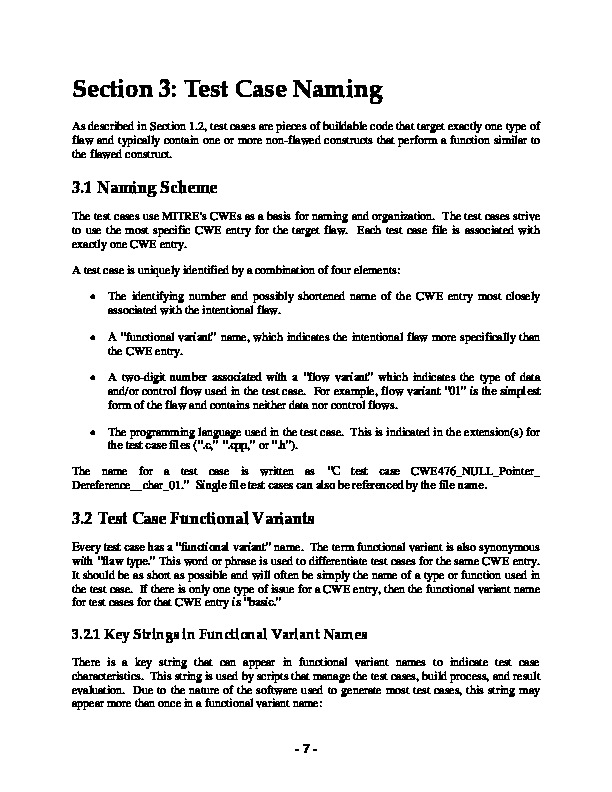 Section 3: Test Case Naming
As described in Section 1.2, test cases are pieces of buildable code that target exactly one type of
flaw and typically contain one or more non-flawed constructs that perform a function similar to
the flawed construct.
3.1 Naming Scheme
The test cases use MITRE's CWEs as a basis for naming and organization. The test cases strive
to use the most specific CWE entry for the target flaw. Each test case file is associated with
exactly one CWE entry.
A test case is uniquely identified by a combination of four elements:
• The identifying number and possibly shortened name of the CWE entry most closely
associated with the intentional flaw.
• A "functional variant" name, which indicates the intentional flaw more specifically than
the CWE entry.
• A two-digit number associated with a "flow variant" which indicates the type of data
and/or control flow used in the test case. For example, flow variant "01" is the simplest
form of the flaw and contains neither data nor control flows.
• The programming language used in the test case. This is indicated in the extension(s) for
the test case files (".c," ".cpp," or ".h").
The name for a test case is written as "C test case CWE476_NULL_Pointer_
Dereference__char_01." Single file test cases can also be referenced by the file name.
3.2 Test Case Functional Variants
Every test case has a "functional variant" name. The term functional variant is also synonymous
with "flaw type." This word or phrase is used to differentiate test cases for the same CWE entry.
It should be as short as possible and will often be simply the name of a type or function used in
the test case. If there is only one type of issue for a CWE entry, then the functional variant name
for test cases for that CWE entry is "basic."
3.2.1 Key Strings in Functional Variant Names
There is a key string that can appear in functional variant names to indicate test case
characteristics. This string is used by scripts that manage the test cases, build process, and result
evaluation. Due to the nature of the software used to generate most test cases, this string may
appear more than once in a functional variant name:
- 7 -